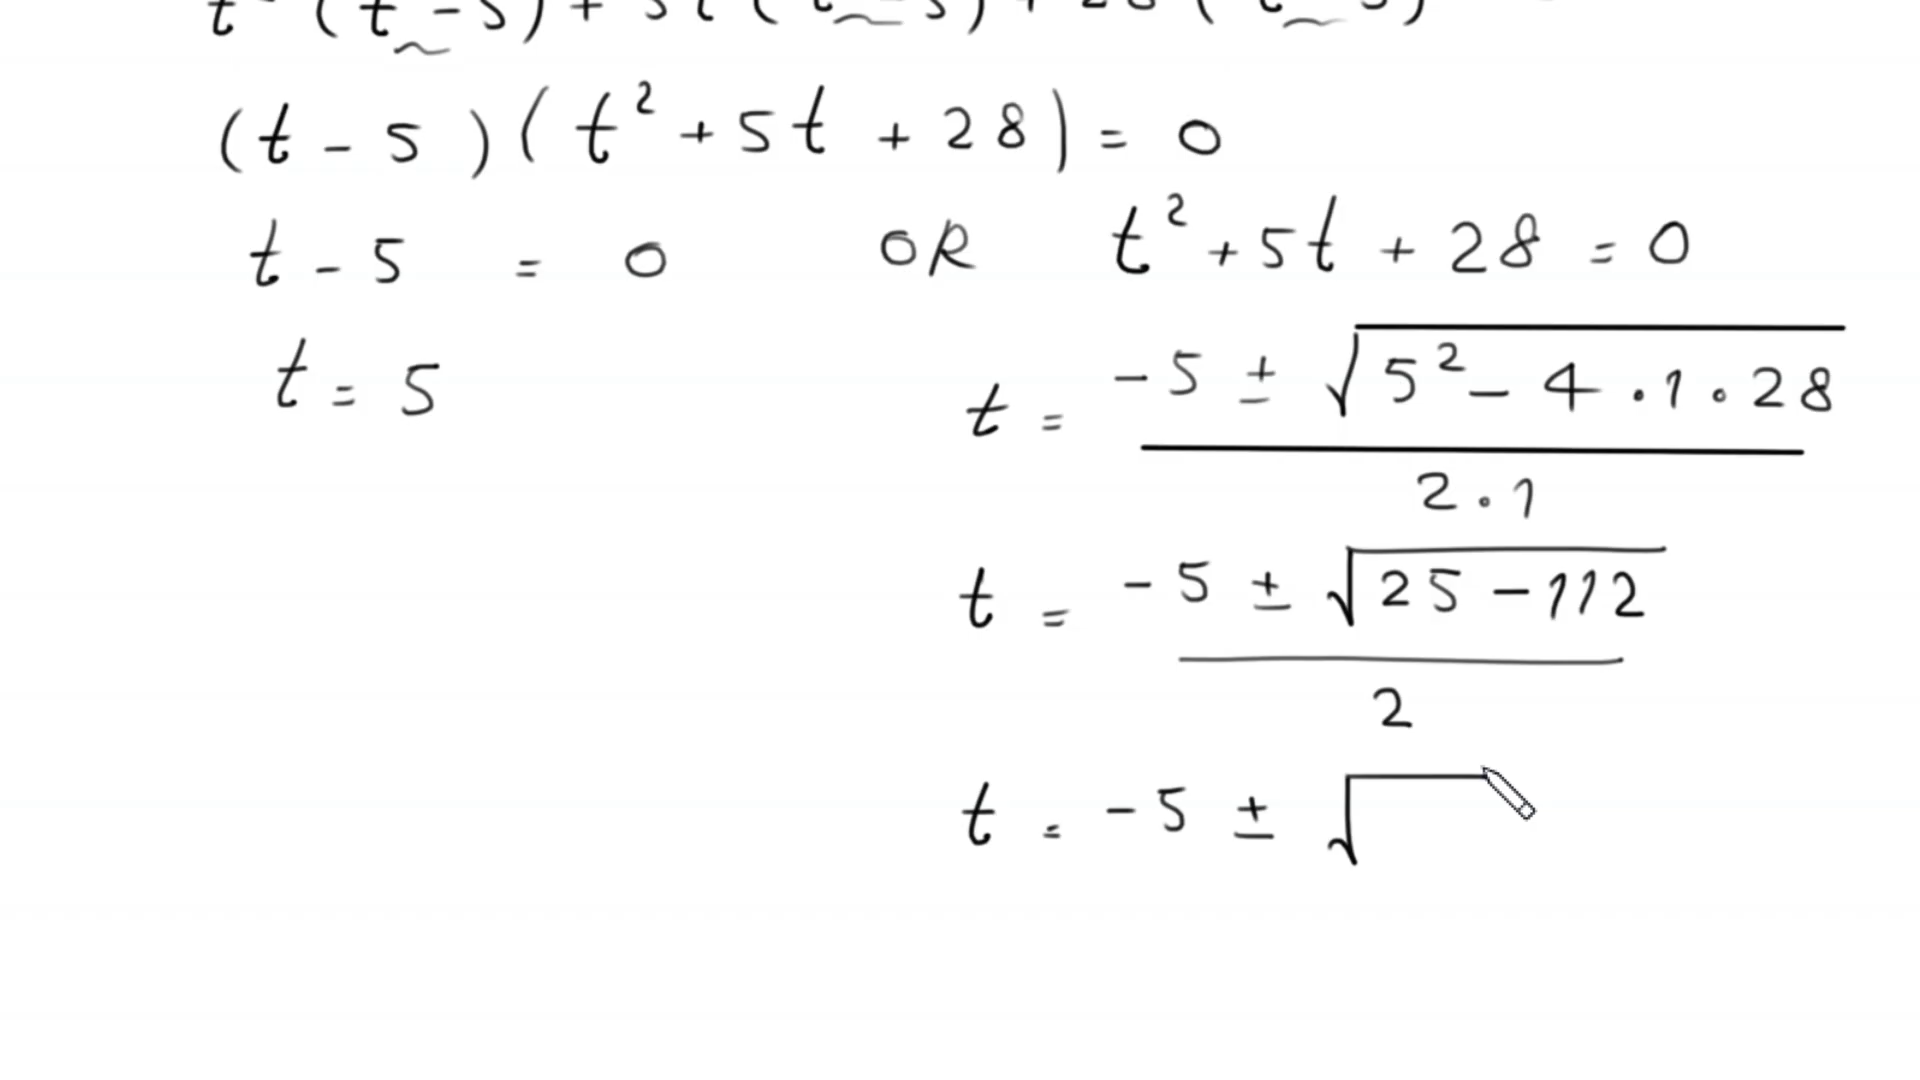 (t - 5)(t² + 5t + 28) = 0
t - 5 = 0 OR t² + 5t + 28 = 0
t = 5
t = (-5 ± √(5² - 4 · 1 · 28)) / (2 · 1)
t = (-5 ± √(25 - 112)) / 2
t = -5 ± √